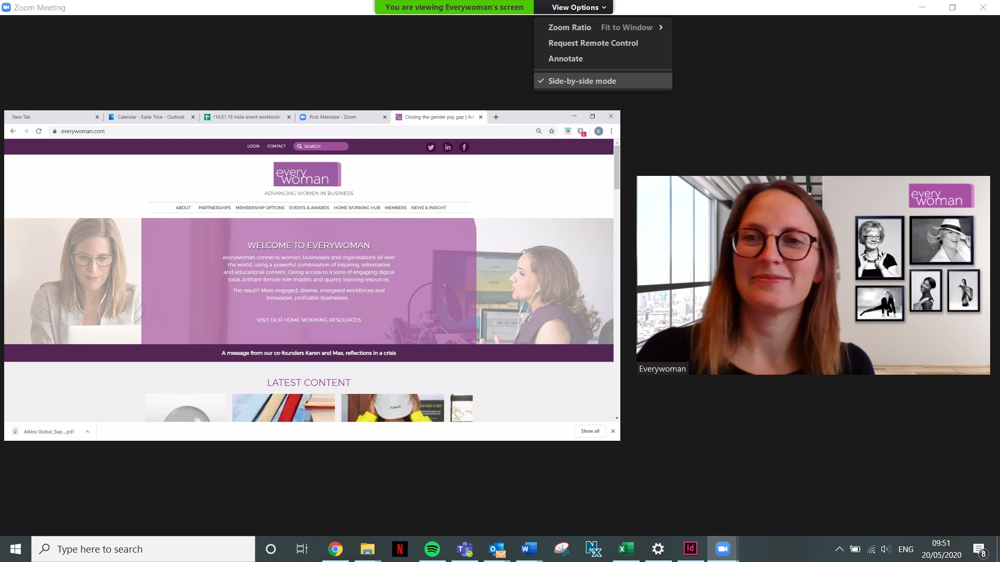 Zoom Meeting
You are viewing Everywoman's screen
View Options
Zoom Ratio Fit to Window
Request Remote Control
Annotate
Side-by-side mode
New Tab
Calendar - Katie Trice - Outlook
!14.01.19 India event workbook -
Post Attendee - Zoom
Closing the gender pay gap | Ad
everywoman.com
K
LOGIN
CONTACT
SEARCH
every
woman
ADVANCING WOMEN IN BUSINESS
ABOUT PARTNERSHIPS MEMBERSHIP OPTIONS EVENTS & AWARDS HOME WORKING HUB MEMBERS NEWS & INSIGHT
WELCOME TO EVERYWOMAN
everywoman connects women, businesses and organisations all over
the world, using a powerful combination of inspiring, informative
and educational content. Giving access to a suite of engaging digital
tools, brilliant female role models and quality learning resources.
The result? More engaged, diverse, energised workforces and
innovative, profitable businesses.
VISIT OUR HOME WORKING RESOURCES
A message from our co-founders Karen and Max, reflections in a crisis
LATEST CONTENT
JOMAR
Atkins Global_Sup....pdf
Show all
every
woman
Everywoman
Type here to search
ENG
09:51
20/05/2020
8